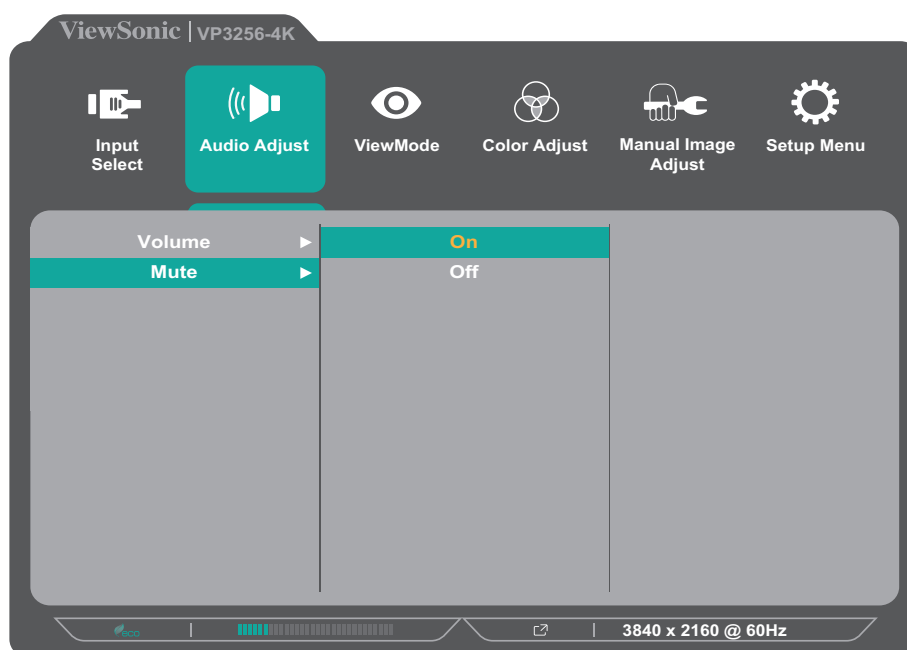 ViewSonic | VP3256-4K
Input Select
Audio Adjust
ViewMode
Color Adjust
Manual Image Adjust
Setup Menu
Volume ▶
On
Mute ▶
Off
ECO
3840 x 2160 @ 60Hz